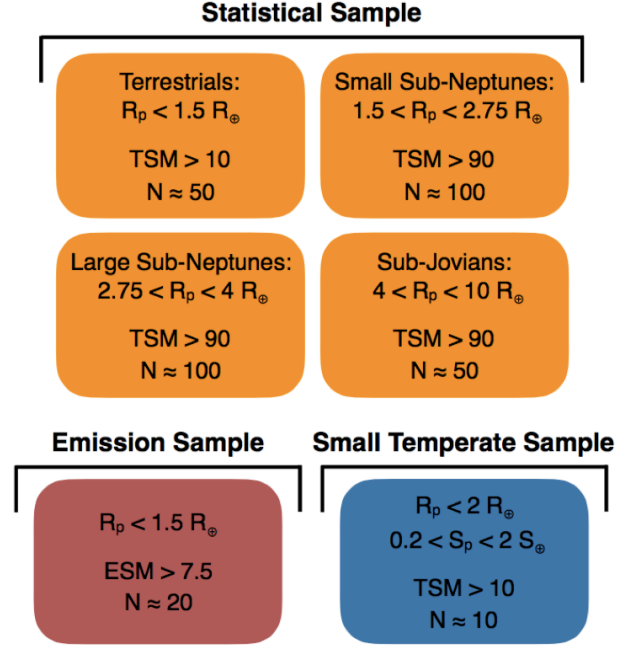 Statistical Sample
Terrestrials:
Rₚ < 1.5 R⊕
TSM > 10
N ≈ 50
Small Sub-Neptunes:
1.5 < Rₚ < 2.75 R⊕
TSM > 90
N ≈ 100
Large Sub-Neptunes:
2.75 < Rₚ < 4 R⊕
TSM > 90
N ≈ 100
Sub-Jovians:
4 < Rₚ < 10 R⊕
TSM > 90
N ≈ 50
Emission Sample
Rₚ < 1.5 R⊕
ESM > 7.5
N ≈ 20
Small Temperate Sample
Rₚ < 2 R⊕
0.2 < Sₚ < 2 S⊕
TSM > 10
N ≈ 10